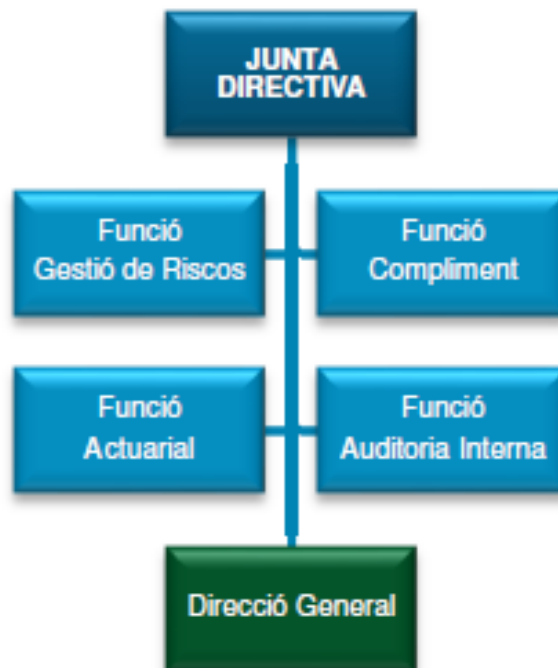 JUNTA
DIRECTIVA
Funció
Gestió de Riscos
Funció
Compliment
Funció
Actuarial
Funció
Auditoria Interna
Direcció General